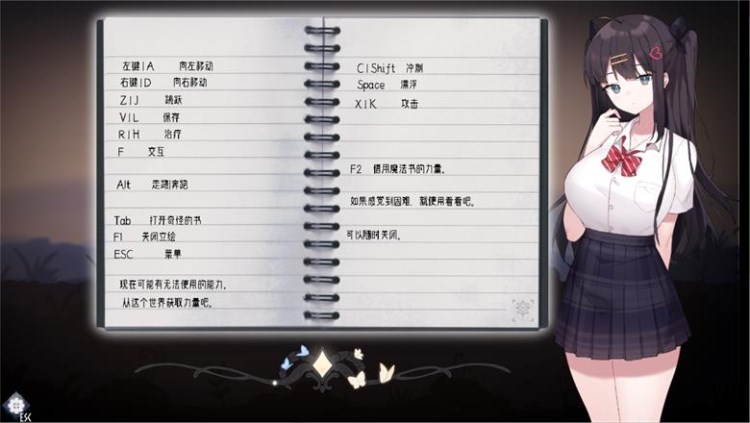 左键|A 向左移动
右键|D 向右移动
Z|J 跳跃
V|L 保存
R|H 治疗
F 交互
Alt 走路|奔跑
Tab 打开奇怪的书
F1 关闭立绘
ESC 菜单
现在可能有无法使用的能力，
从这个世界获取力量吧。
C|Shift 冲刺
Space 漂浮
X|K 攻击
F2 借用魔法书的力量。
如果感觉到困难，就使用看看吧。
可以随时关闭。
ESC